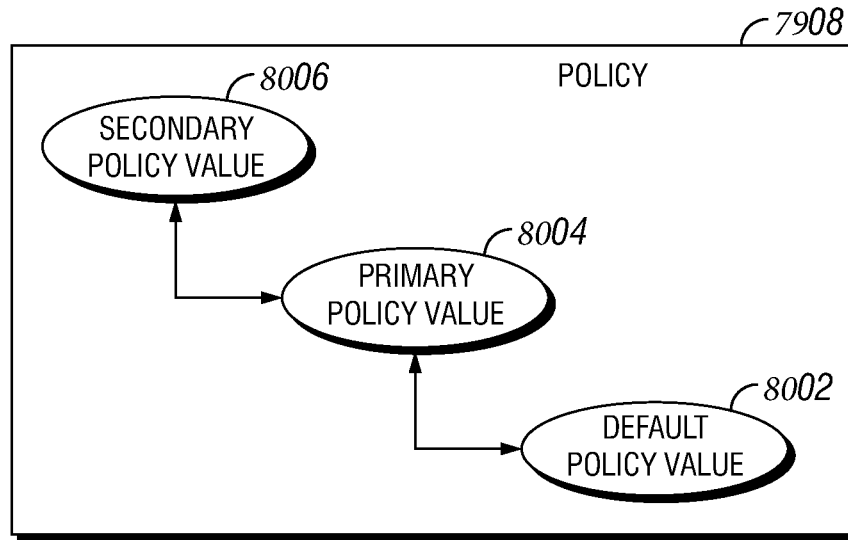 7908
POLICY
8006
SECONDARY
POLICY VALUE
8004
PRIMARY
POLICY VALUE
8002
DEFAULT
POLICY VALUE